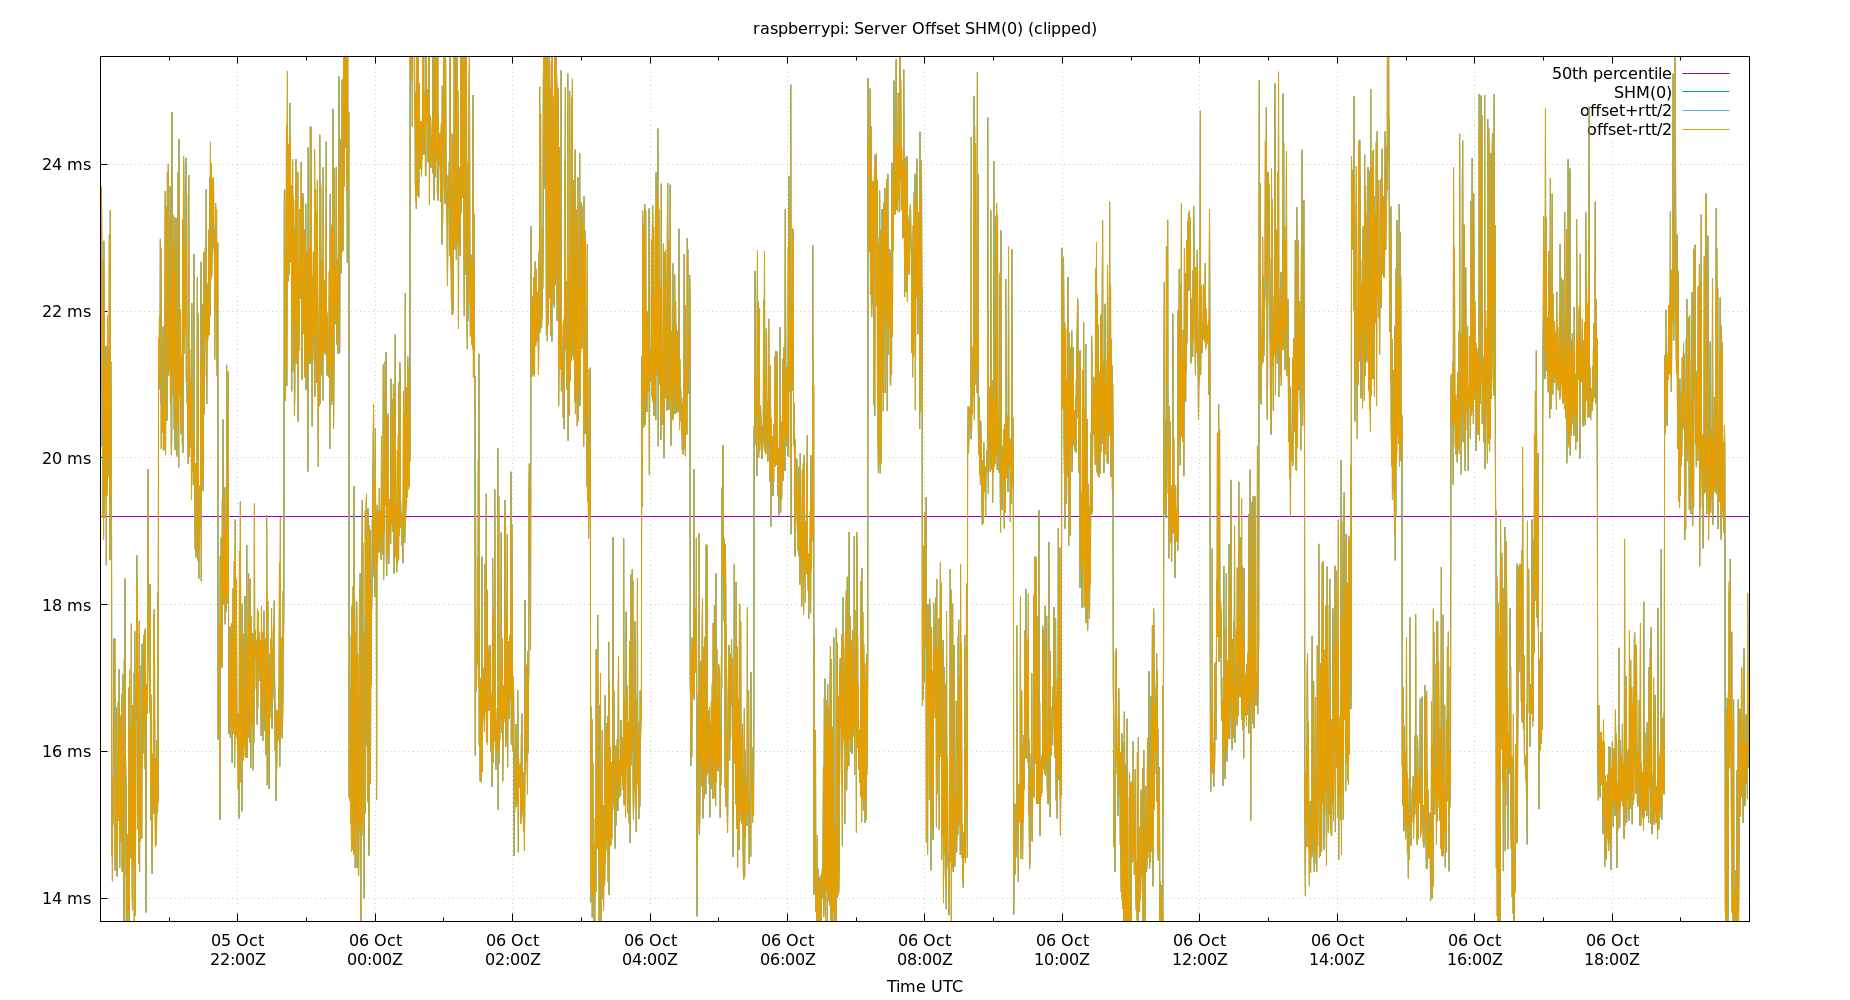 raspberrypi: Server Offset SHM(0) (clipped)
50th percentile
SHM(0)
offset+rtt/2
offset-rtt/2
24 ms
22 ms
20 ms
18 ms
16 ms
14 ms
05 Oct 06 Oct 06 Oct 06 Oct 06 Oct 06 Oct 06 Oct 06 Oct 06 Oct 06 Oct 06 Oct
22:00Z 00:00Z 02:00Z 04:00Z 06:00Z 08:00Z 10:00Z 12:00Z 14:00Z 16:00Z 18:00Z
Time UTC